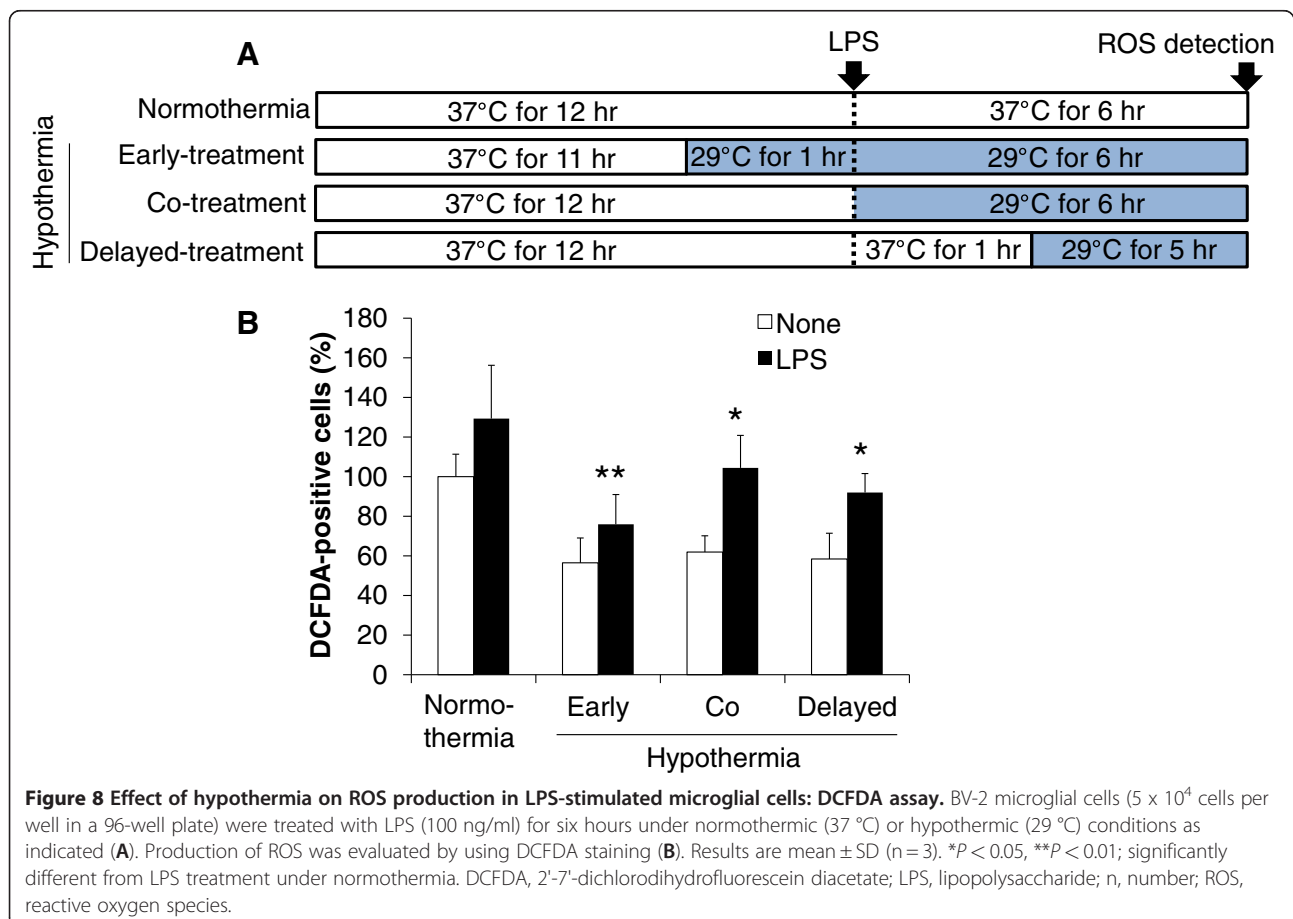 A
LPS
ROS detection
Hypothermia
Normothermia
37°C for 12 hr
37°C for 6 hr
Early-treatment
37°C for 11 hr
29°C for 1 hr
29°C for 6 hr
Co-treatment
37°C for 12 hr
29°C for 6 hr
Delayed-treatment
37°C for 12 hr
37°C for 1 hr
29°C for 5 hr
B
DCFDA-positive cells (%)
180
160
140
120
100
80
60
40
20
0
None
LPS
**
*
*
Normo-
thermia
Early
Co
Delayed
Hypothermia
Figure 8 Effect of hypothermia on ROS production in LPS-stimulated microglial cells: DCFDA assay. BV-2 microglial cells (5 x 10⁴ cells per
well in a 96-well plate) were treated with LPS (100 ng/ml) for six hours under normothermic (37 °C) or hypothermic (29 °C) conditions as
indicated (A). Production of ROS was evaluated by using DCFDA staining (B). Results are mean ± SD (n = 3). *P < 0.05, **P < 0.01; significantly
different from LPS treatment under normothermia. DCFDA, 2'-7'-dichlorodihydrofluorescein diacetate; LPS, lipopolysaccharide; n, number; ROS,
reactive oxygen species.